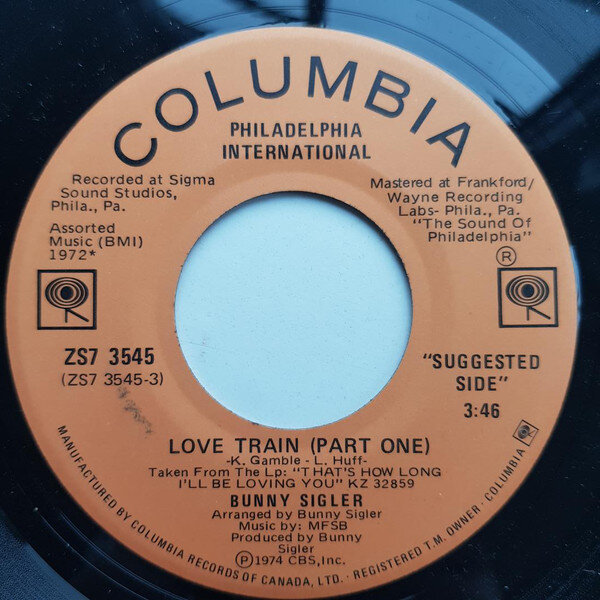 COLUMBIA
PHILADELPHIA
INTERNATIONAL
Recorded at Sigma
Sound Studios,
Phila., Pa.
Assorted
Music (BMI)
1972*
Mastered at Frankford/
Wayne Recording
Labs- Phila., Pa.
"The Sound Of
Philadelphia"
R
ZS7 3545
(ZS7 3545-3)
"SUGGESTED
SIDE"
3:46
LOVE TRAIN (PART ONE)
-K. Gamble - L. Huff-
Taken From The Lp: "THAT'S HOW LONG
I'LL BE LOVING YOU" KZ 32859
BUNNY SIGLER
Arranged by Bunny Sigler
Music by: MFSB
Produced by Bunny
Sigler
Ⓟ1974 CBS,Inc.
MANUFACTURED BY COLUMBIA RECORDS OF CANADA, LTD. · REGISTERED T.M. OWNER · COLUMBIA